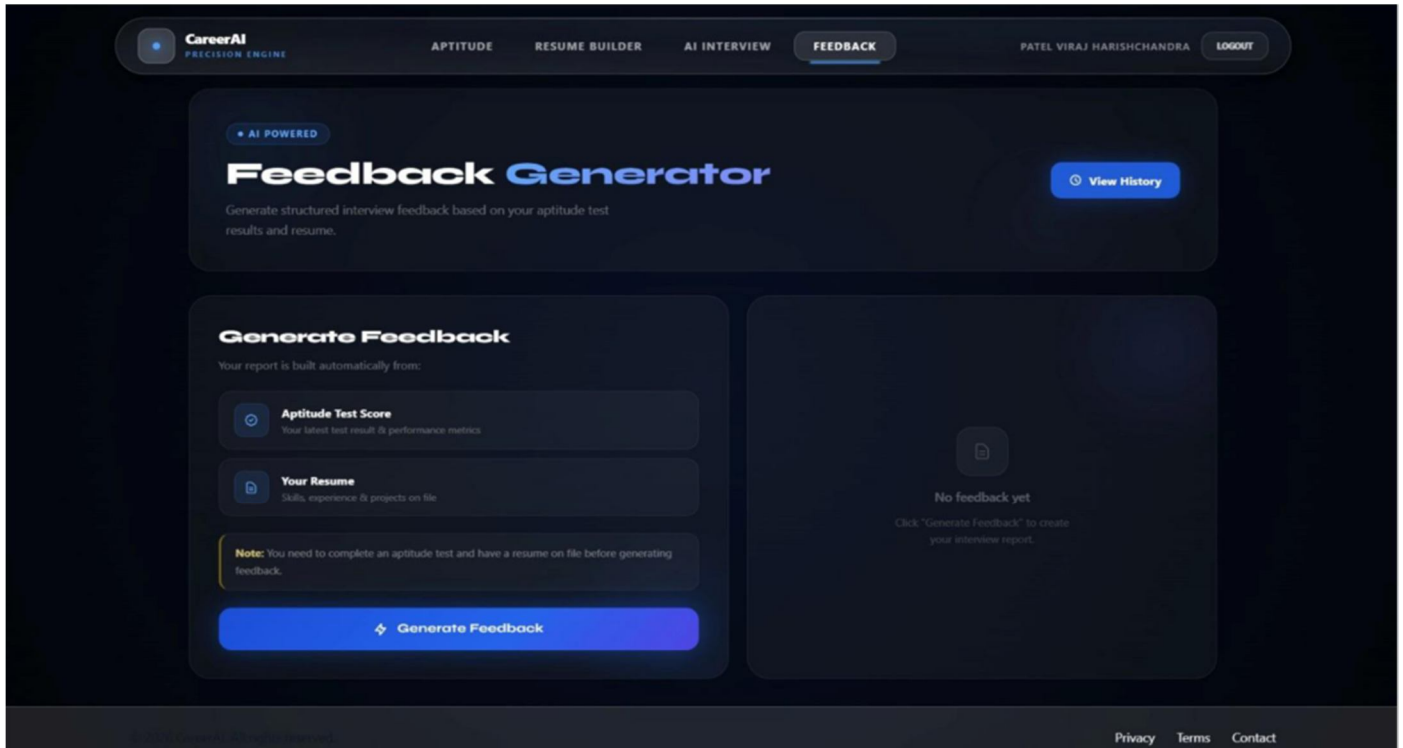 CareerAI
PRECISION ENGINE
APTITUDE
RESUME BUILDER
AI INTERVIEW
FEEDBACK
PATEL VIRAJ HARISHCHANDRA
LOGOUT
• AI POWERED
Feedback Generator
Generate structured interview feedback based on your aptitude test
results and resume.
View History
Generate Feedback
Your report is built automatically from:
Aptitude Test Score
Your latest test result & performance metrics
Your Resume
Skills, experience & projects on file
Note: You need to complete an aptitude test and have a resume on file before generating
feedback.
Generate Feedback
No feedback yet
Click "Generate Feedback" to create
your interview report.
Privacy
Terms
Contact